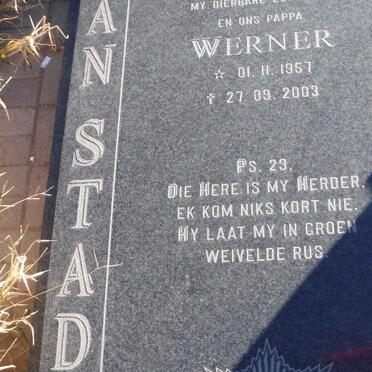 AN STAD
MY DIERBARE
EN ONS PAPPA
WERNER
☆ 01.11.1957
✝ 27.09.2003
PS. 23.
DIE HERE IS MY HERDER,
EK KOM NIKS KORT NIE.
HY LAAT MY IN GROEN
WEIVELDE RUS.